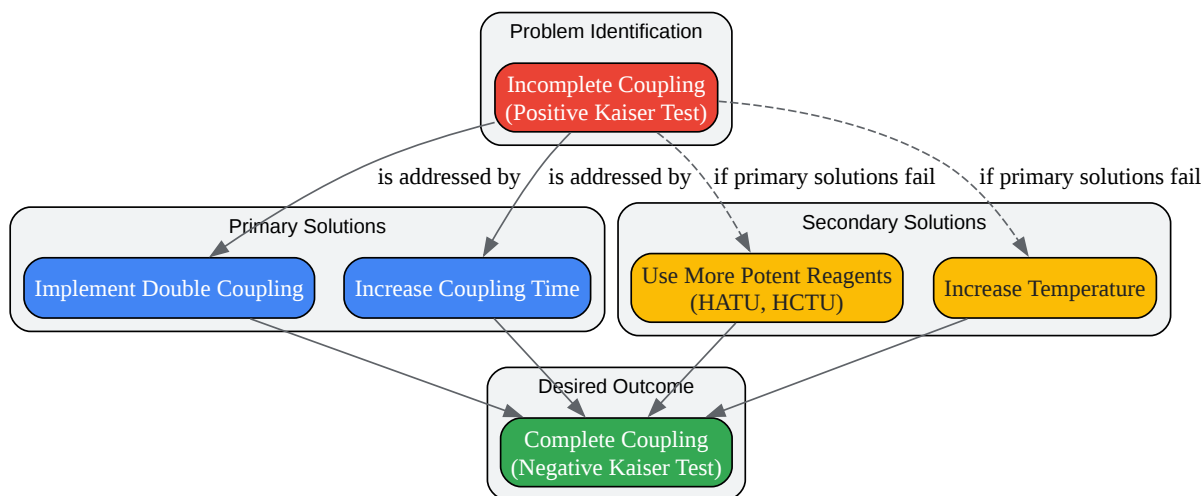 Problem Identification
Incomplete Coupling
(Positive Kaiser Test)
is addressed by
is addressed by
if primary solutions fail
if primary solutions fail
Primary Solutions
Secondary Solutions
Implement Double Coupling
Increase Coupling Time
Use More Potent Reagents
(HATU, HCTU)
Increase Temperature
Desired Outcome
Complete Coupling
(Negative Kaiser Test)